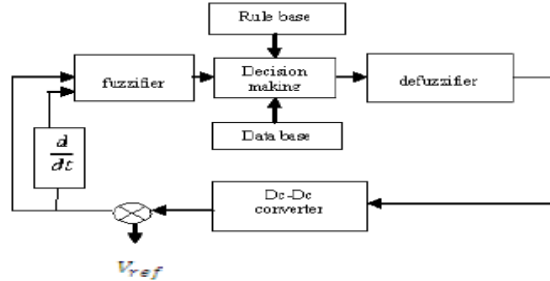 Rule base
fuzzifier
Decision
making
defuzzifier
Data base
d
dt
Dc-Dc
converter
Vref